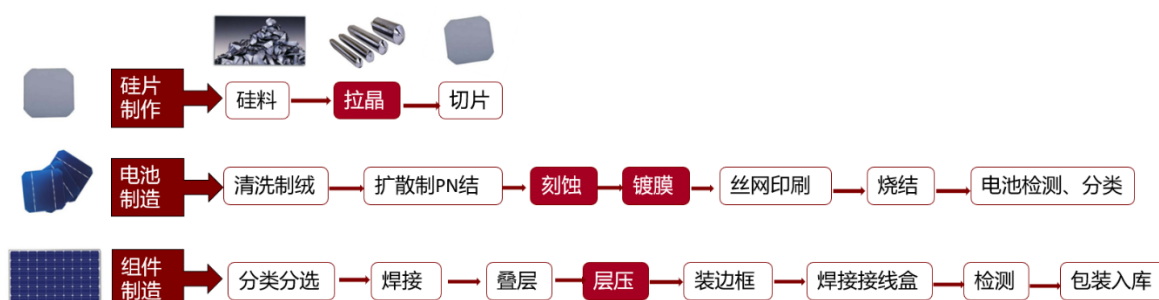 硅片
制作
硅料
拉晶
切片
电池
制造
清洗制绒
扩散制PN结
刻蚀
镀膜
丝网印刷
烧结
电池检测、分类
组件
制造
分类分选
焊接
叠层
层压
装边框
焊接接线盒
检测
包装入库